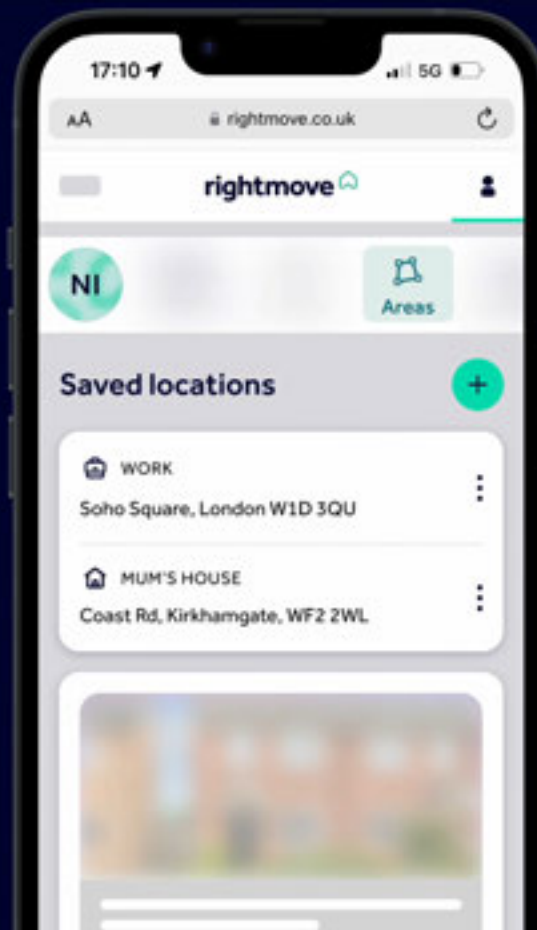 17:10
5G
AA
rightmove.co.uk
rightmove
NI
Areas
Saved locations
+
WORK
Soho Square, London W1D 3QU
MUM'S HOUSE
Coast Rd, Kirkhamgate, WF2 2WL